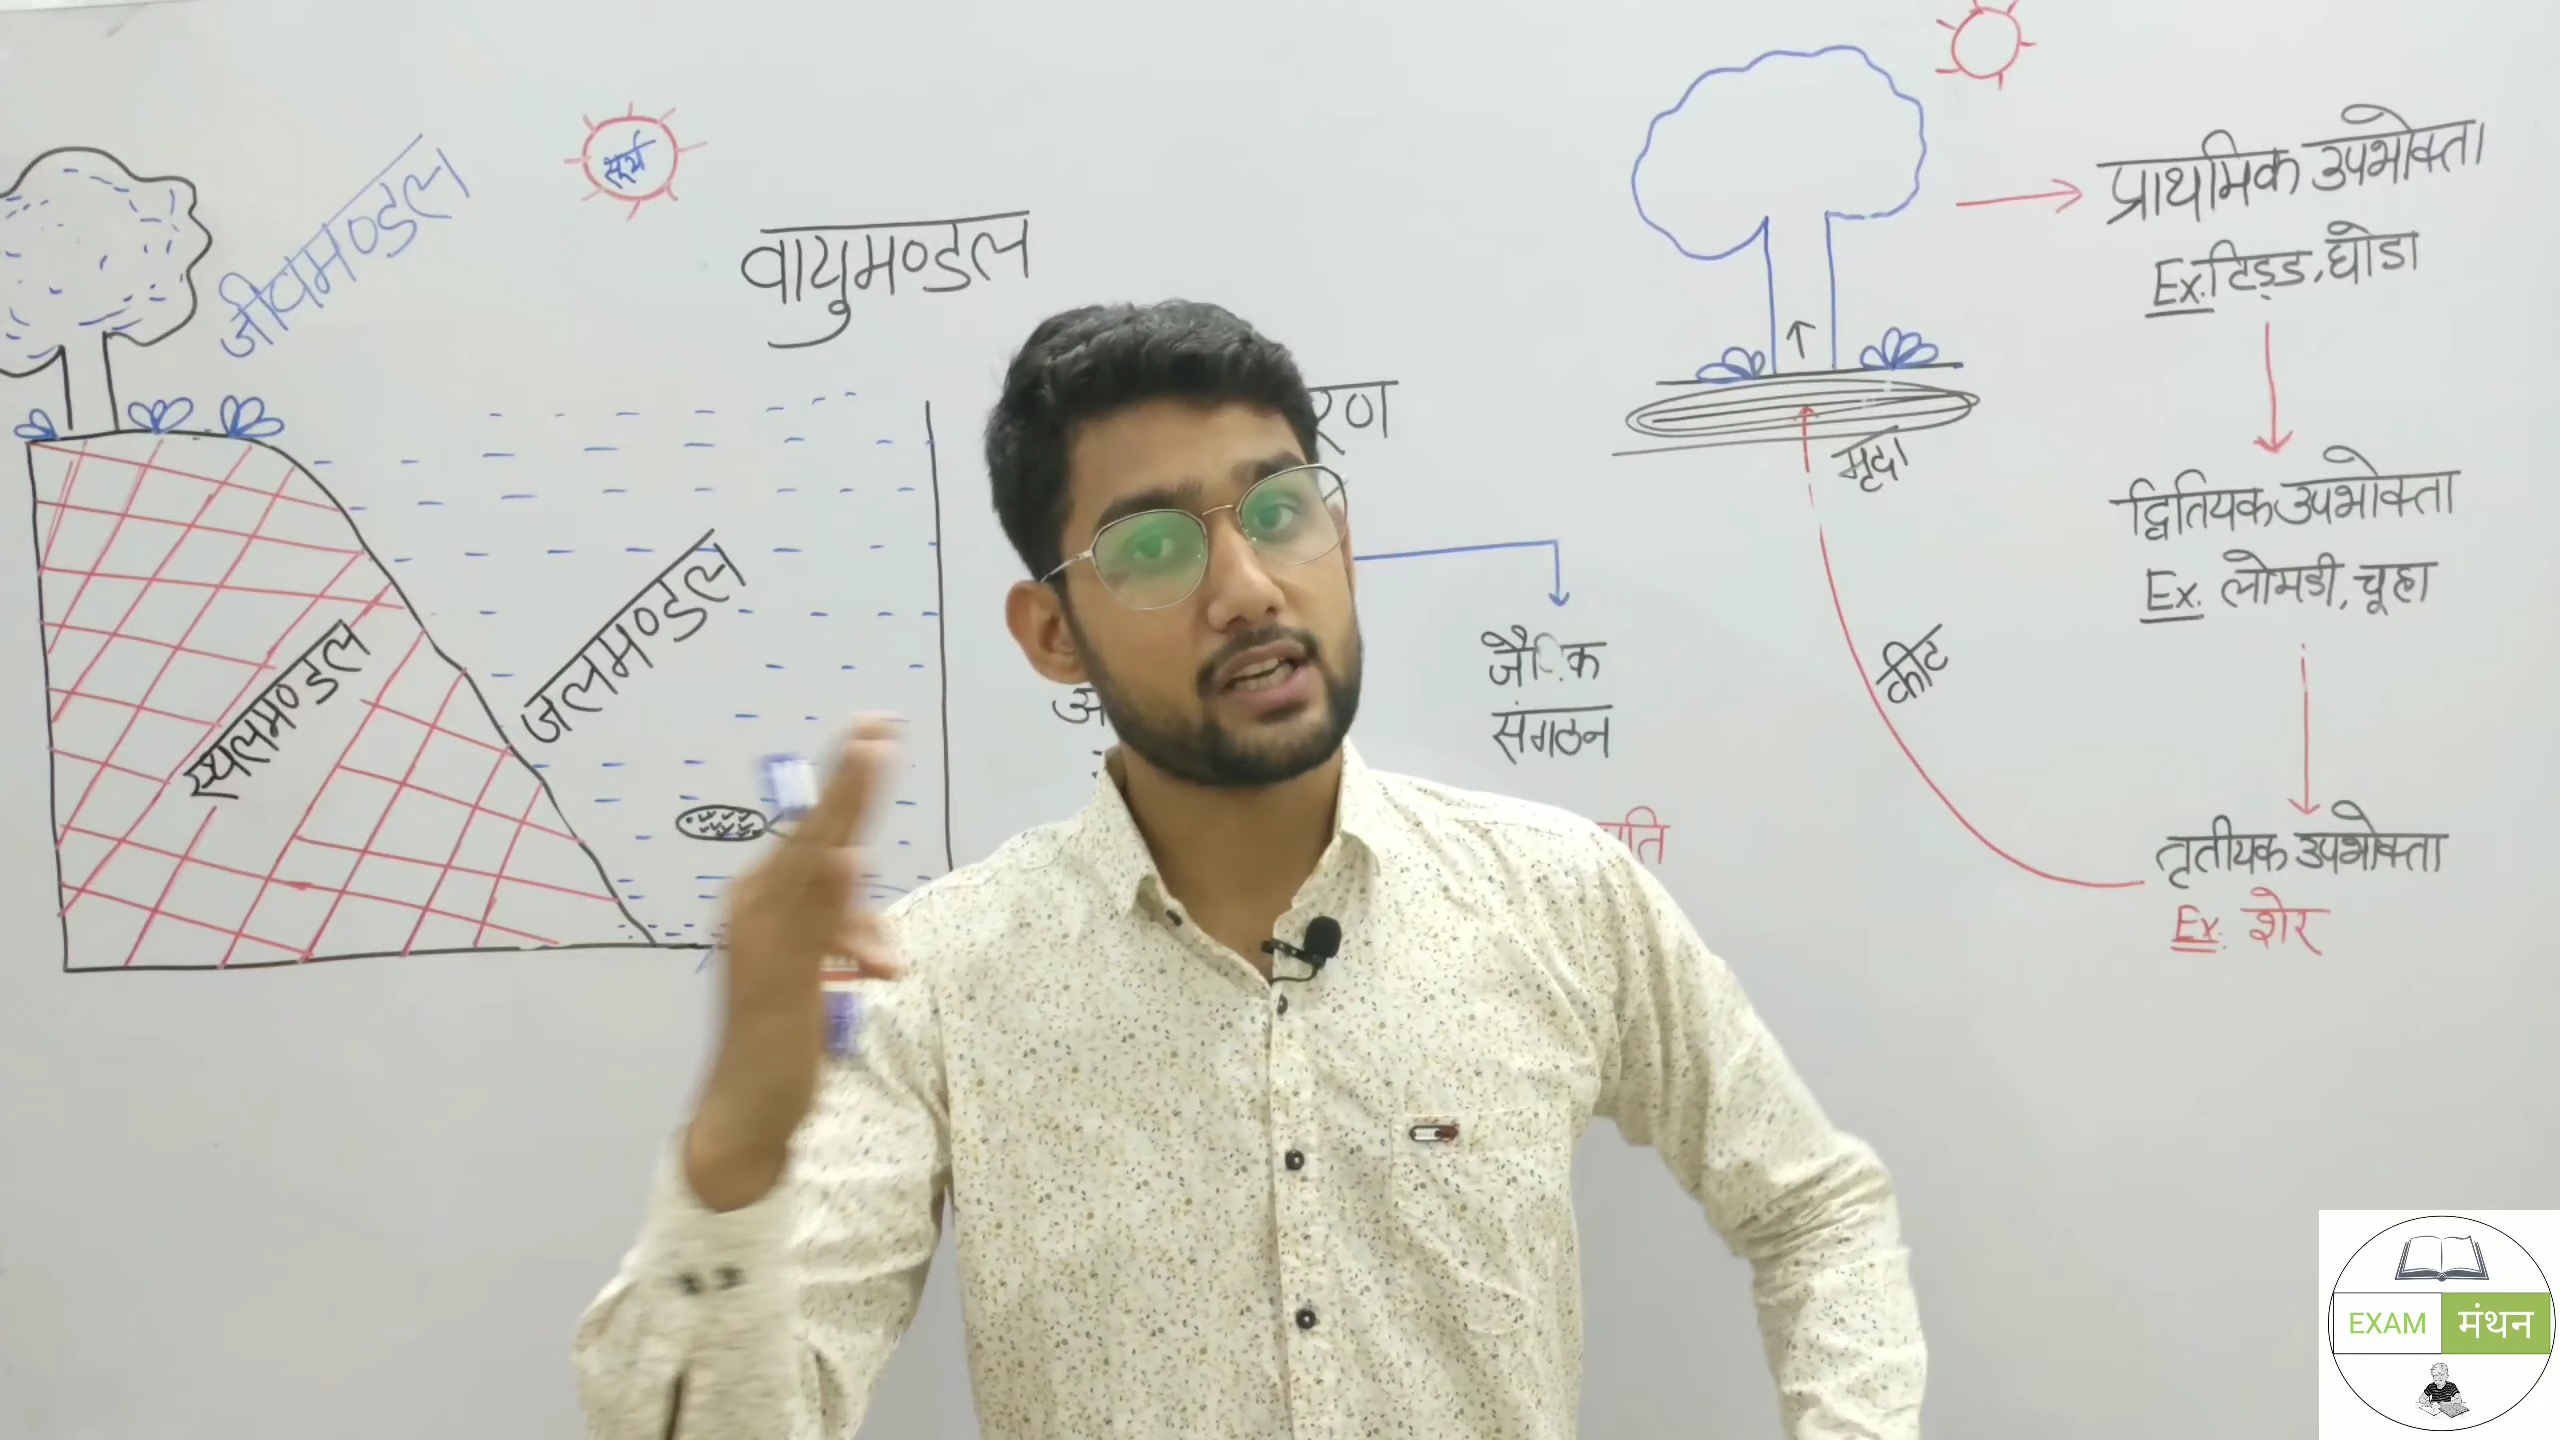 जीवमण्डल
सूर्य
वायुमण्डल
स्थलमण्डल
जलमण्डल
रण
जै क
संगठन
ति
प्राथमिक उपभोक्ता
Ex. टिड्ड, घोडा
द्वितियक उपभोक्ता
Ex. लोमडी, चूहा
तृतीयक उपभोक्ता
Ex. शेर
मृदा
कीट
EXAM मंथन